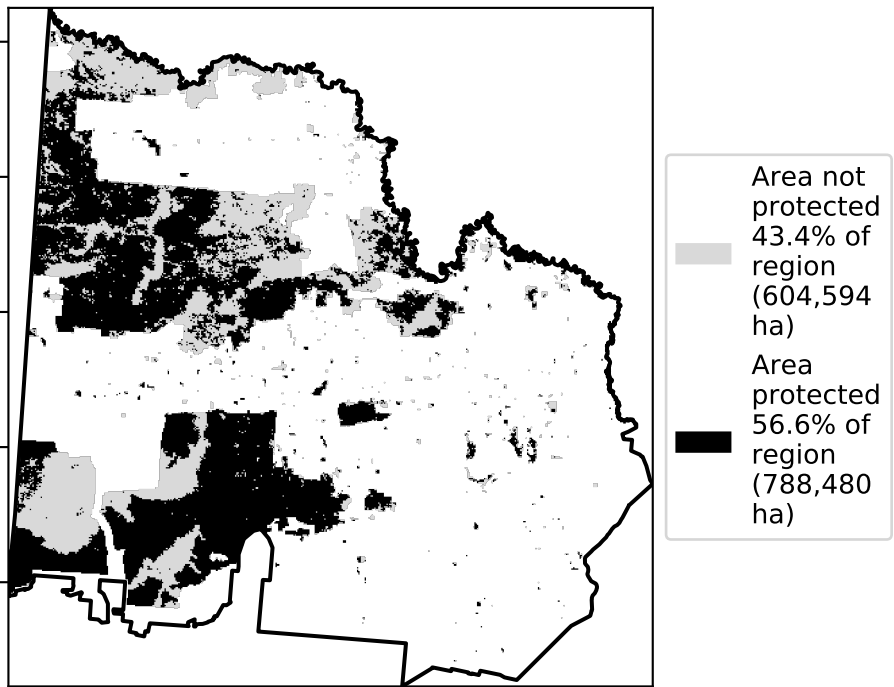 Area not
protected
43.4% of
region
(604,594
ha)
Area
protected
56.6% of
region
(788,480
ha)